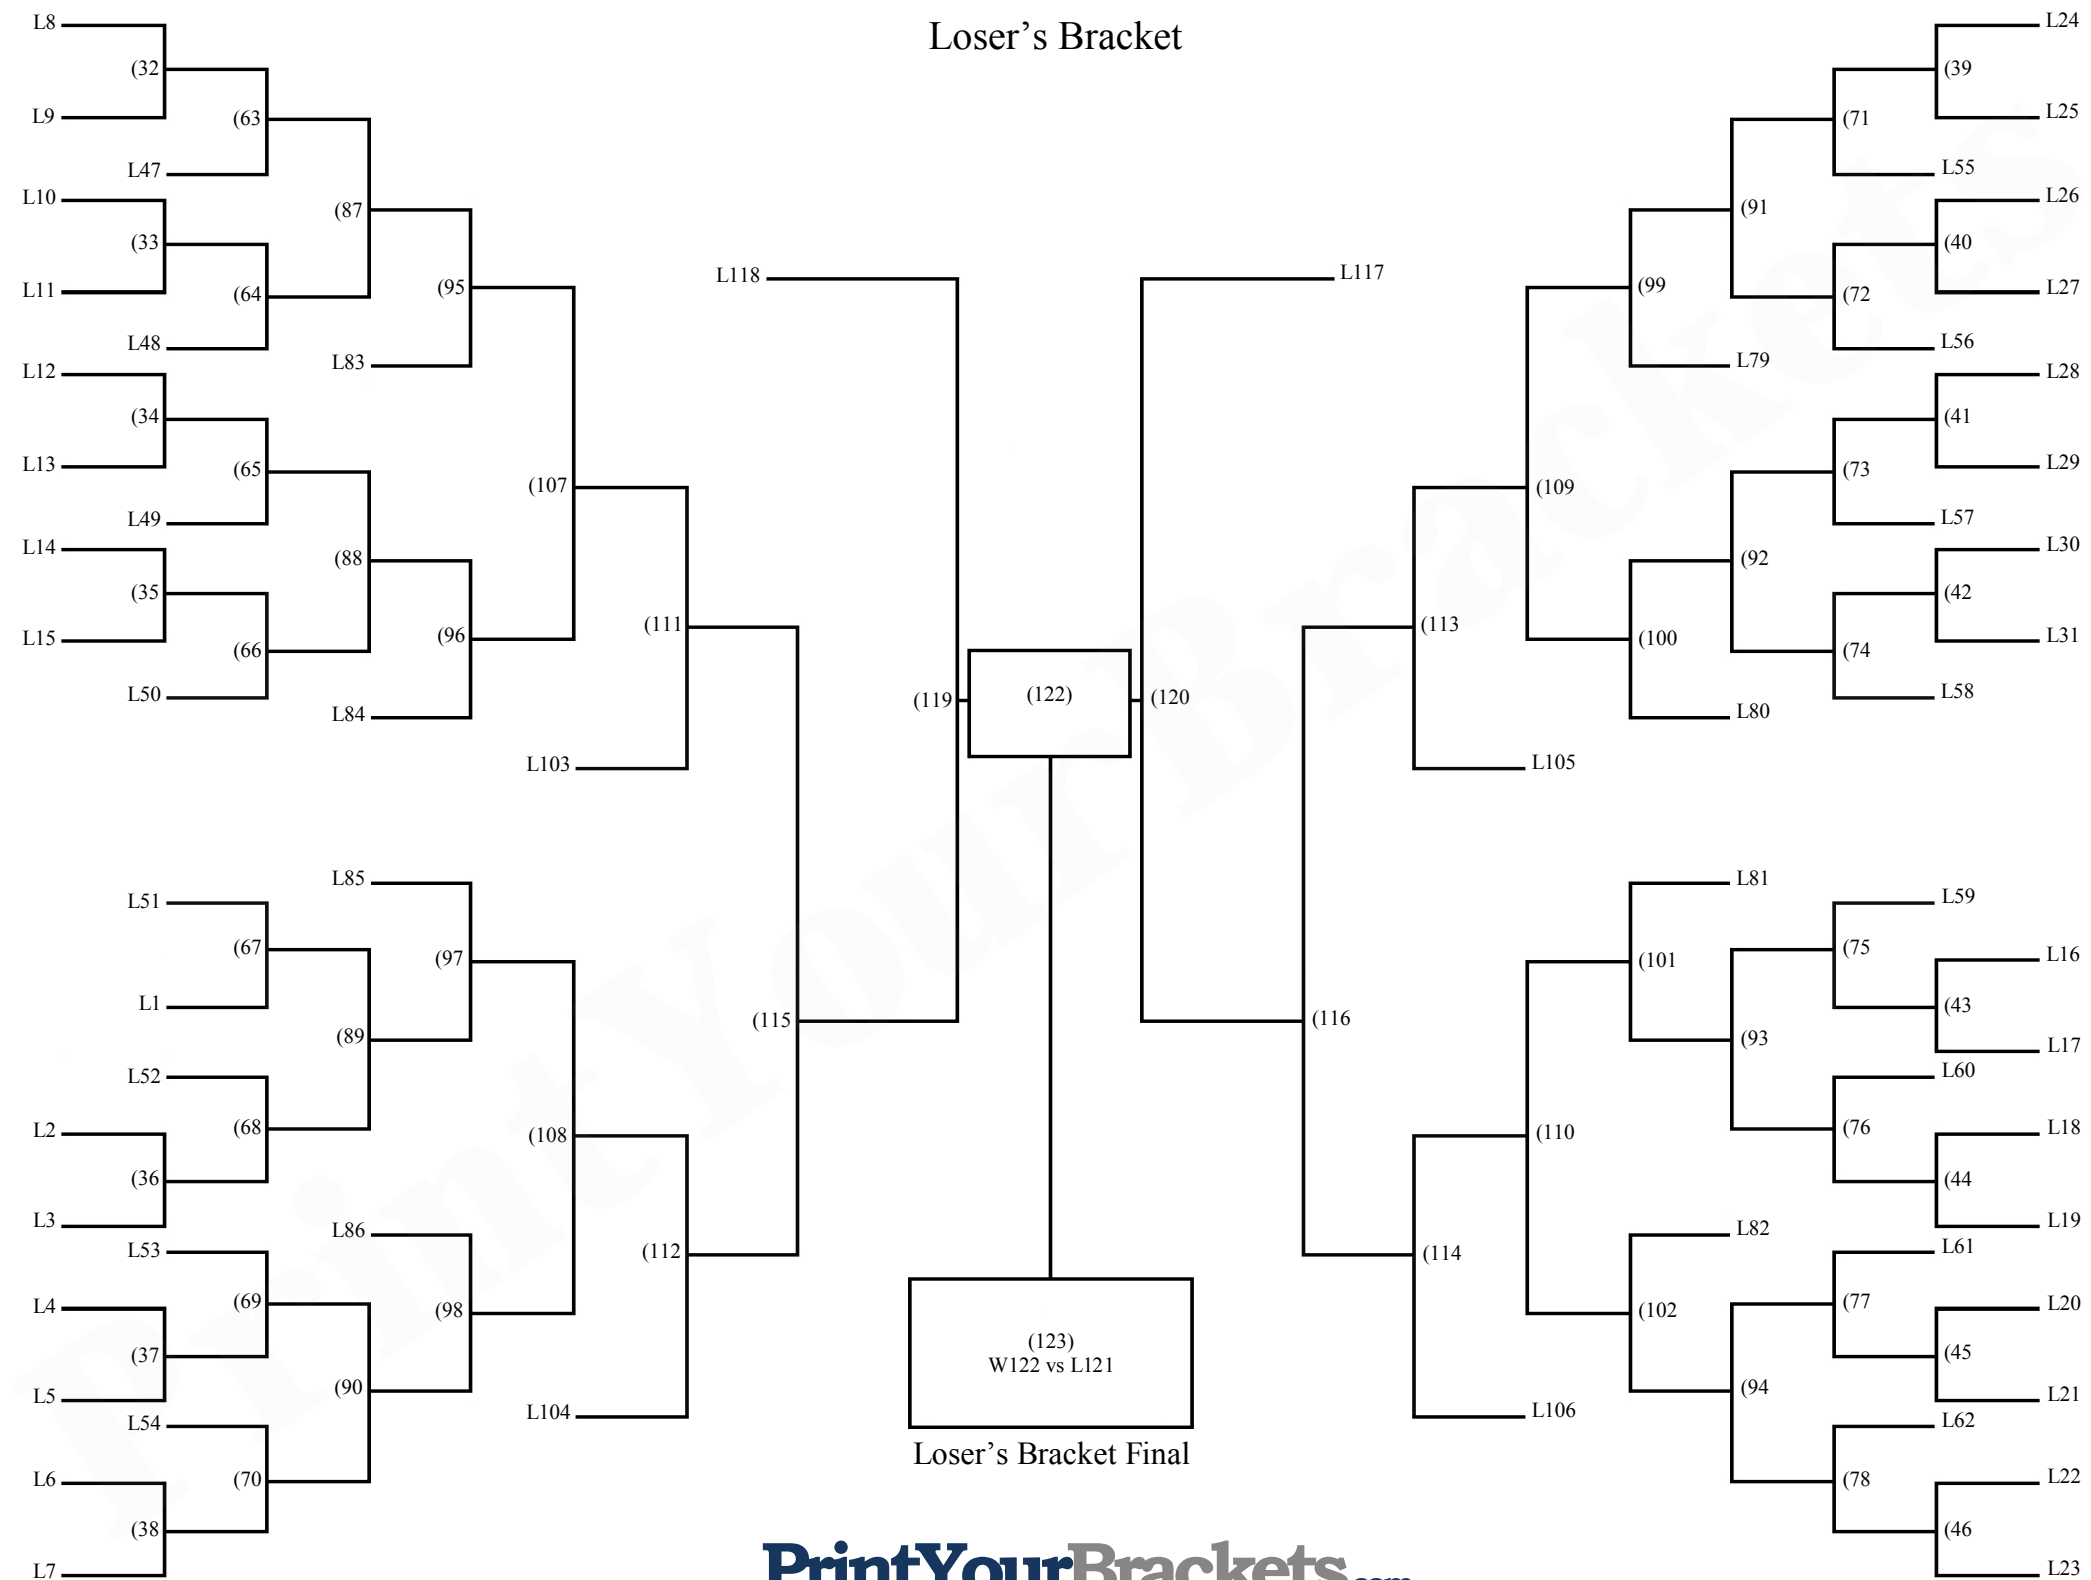 Loser’s Bracket
L8
(32
L9
(63
L47
L10
(87
(33
L11
(64
(95
L48
L83
L12
(34
L13
(65
(107
L49
L14
(88
(35
L15
(66
(96
(111
L50
L84
L103
L118
(119
L85
L51
(67
(97
L1
(89
(115
L52
L2
(68
(108
(36
L3
L86
L53
(112
L4
(69
(98
(37
L5
(90
L104
L54
L6
(70
(38
L7
(122)
(123)
W122 vs L121
Loser’s Bracket Final
L117
(120
L24
(39
L25
(71
L55
L26
(91
(40
L27
(72
(99
L56
L79
L28
(41
L29
(73
(109
L57
L30
(92
(42
L31
(74
(100
(113
L58
L80
L105
L81
L59
(75
(101
L16
(43
L17
(93
(116
L60
L18
(76
(110
(44
L19
L82
L61
(114
L20
(77
(102
(45
L21
(94
L106
L62
L22
(78
(46
L23
PrintYourBrackets.com
PrintYourBrackets